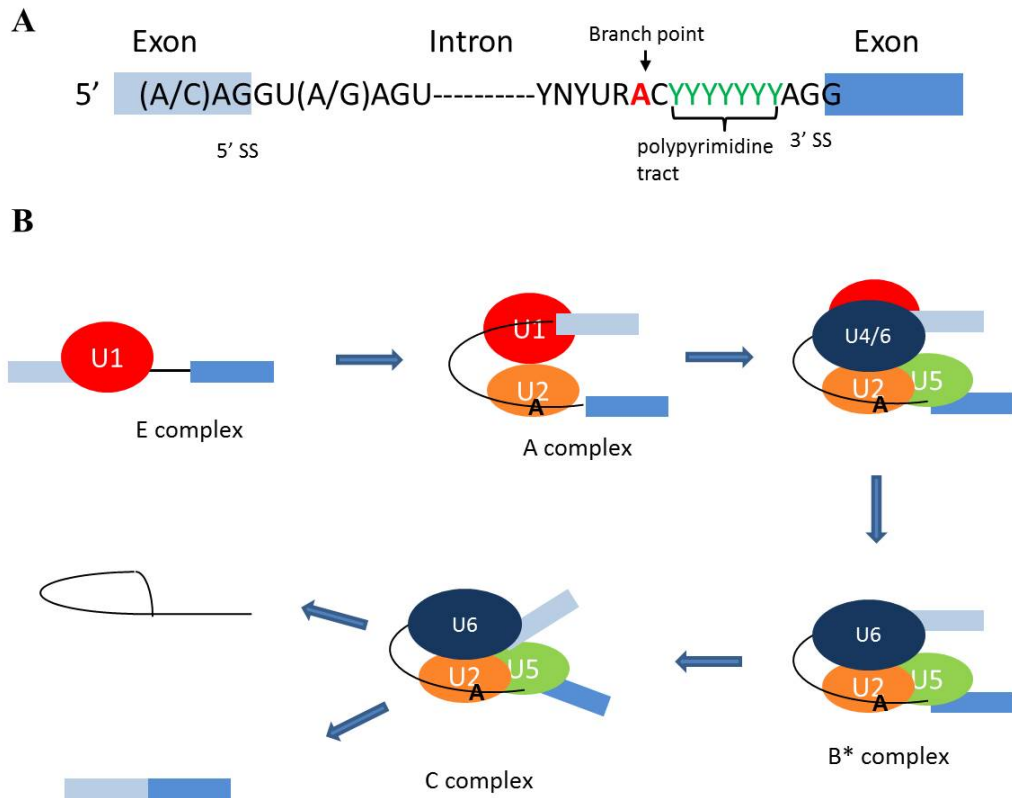 A
Exon Intron Branch point Exon
5’ (A/C)AGGU(A/G)AGU----------YNYURACYYYYYYYAGG
5’ SS polypyrimidine tract 3’ SS
B
U1
E complex
U1
U2
A
A complex
U4/6
U2
A
U5
U6
U2
A
U5
B* complex
U6
U2
A
U5
C complex